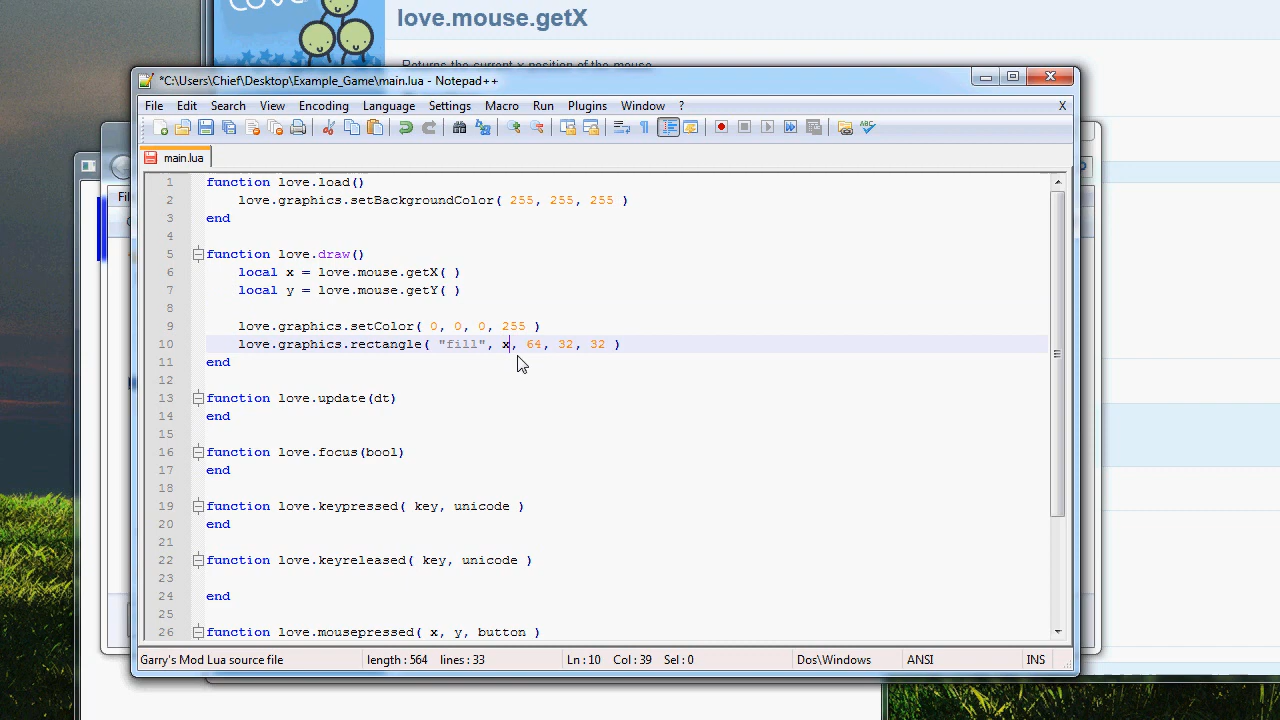 love.mouse.getX
Returns the current x position of the mouse.
*C:\Users\Chief\Desktop\Example_Game\main.lua - Notepad++
File Edit Search View Encoding Language Settings Macro Run Plugins Window ? X
main.lua
1 function love.load()
2 love.graphics.setBackgroundColor( 255, 255, 255 )
3 end
4
5 function love.draw()
6 local x = love.mouse.getX( )
7 local y = love.mouse.getY( )
8
9 love.graphics.setColor( 0, 0, 0, 255 )
10 love.graphics.rectangle( "fill", x, 64, 32, 32 )
11 end
12
13 function love.update(dt)
14 end
15
16 function love.focus(bool)
17 end
18
19 function love.keypressed( key, unicode )
20 end
21
22 function love.keyreleased( key, unicode )
23
24 end
25
26 function love.mousepressed( x, y, button )
Garry's Mod Lua source file length : 564 lines : 33 Ln : 10 Col : 39 Sel : 0 Dos\Windows ANSI INS